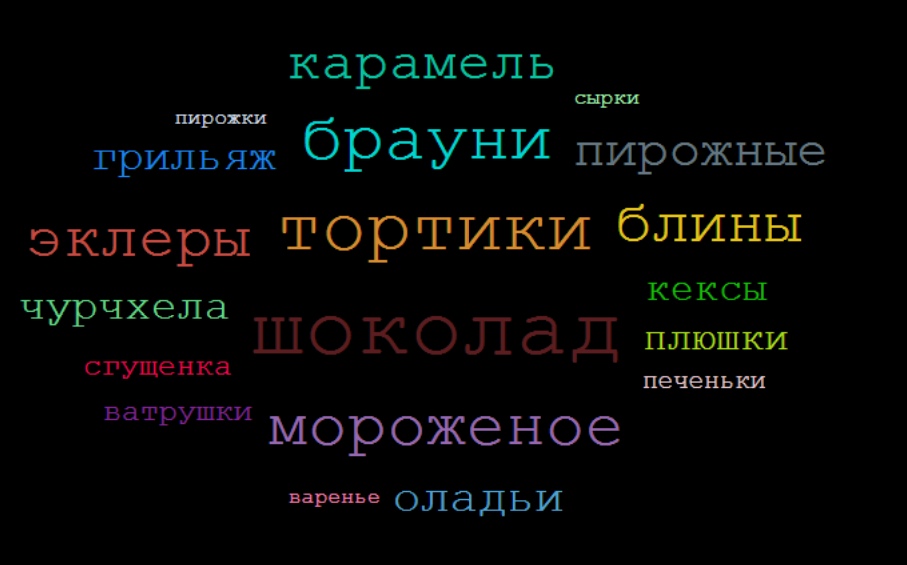 карамель
сырки
пирожки
брауни
грильяж
пирожные
эклеры
тортики
блины
чурчхела
кексы
шоколад
плюшки
сгущенка
печеньки
ватрушки
мороженое
варенье
оладьи